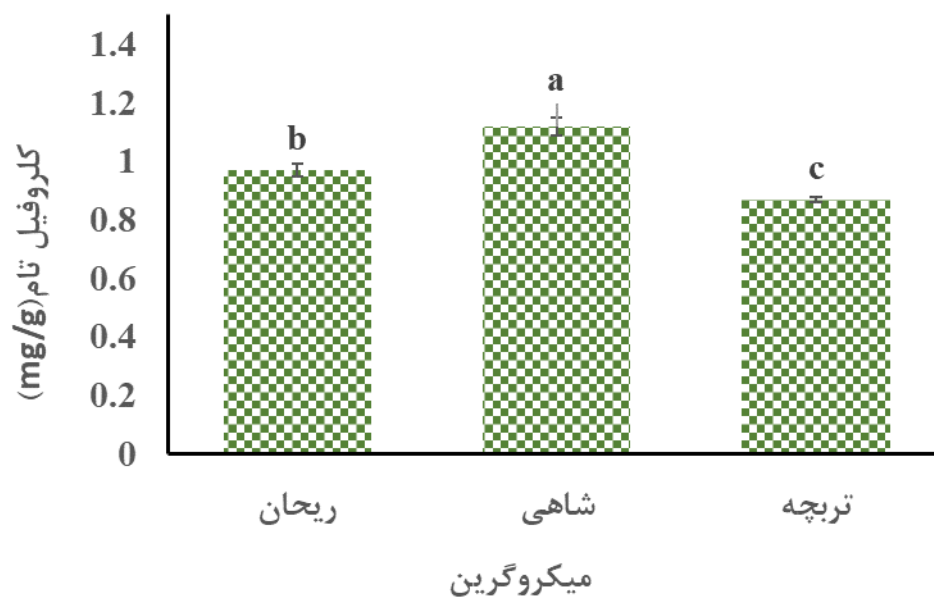 کلروفیل تام(mg/g)
1.4
1.2
1
0.8
0.6
0.4
0.2
0
b
a
c
ریحان
شاهی
تربچه
میکروگرین